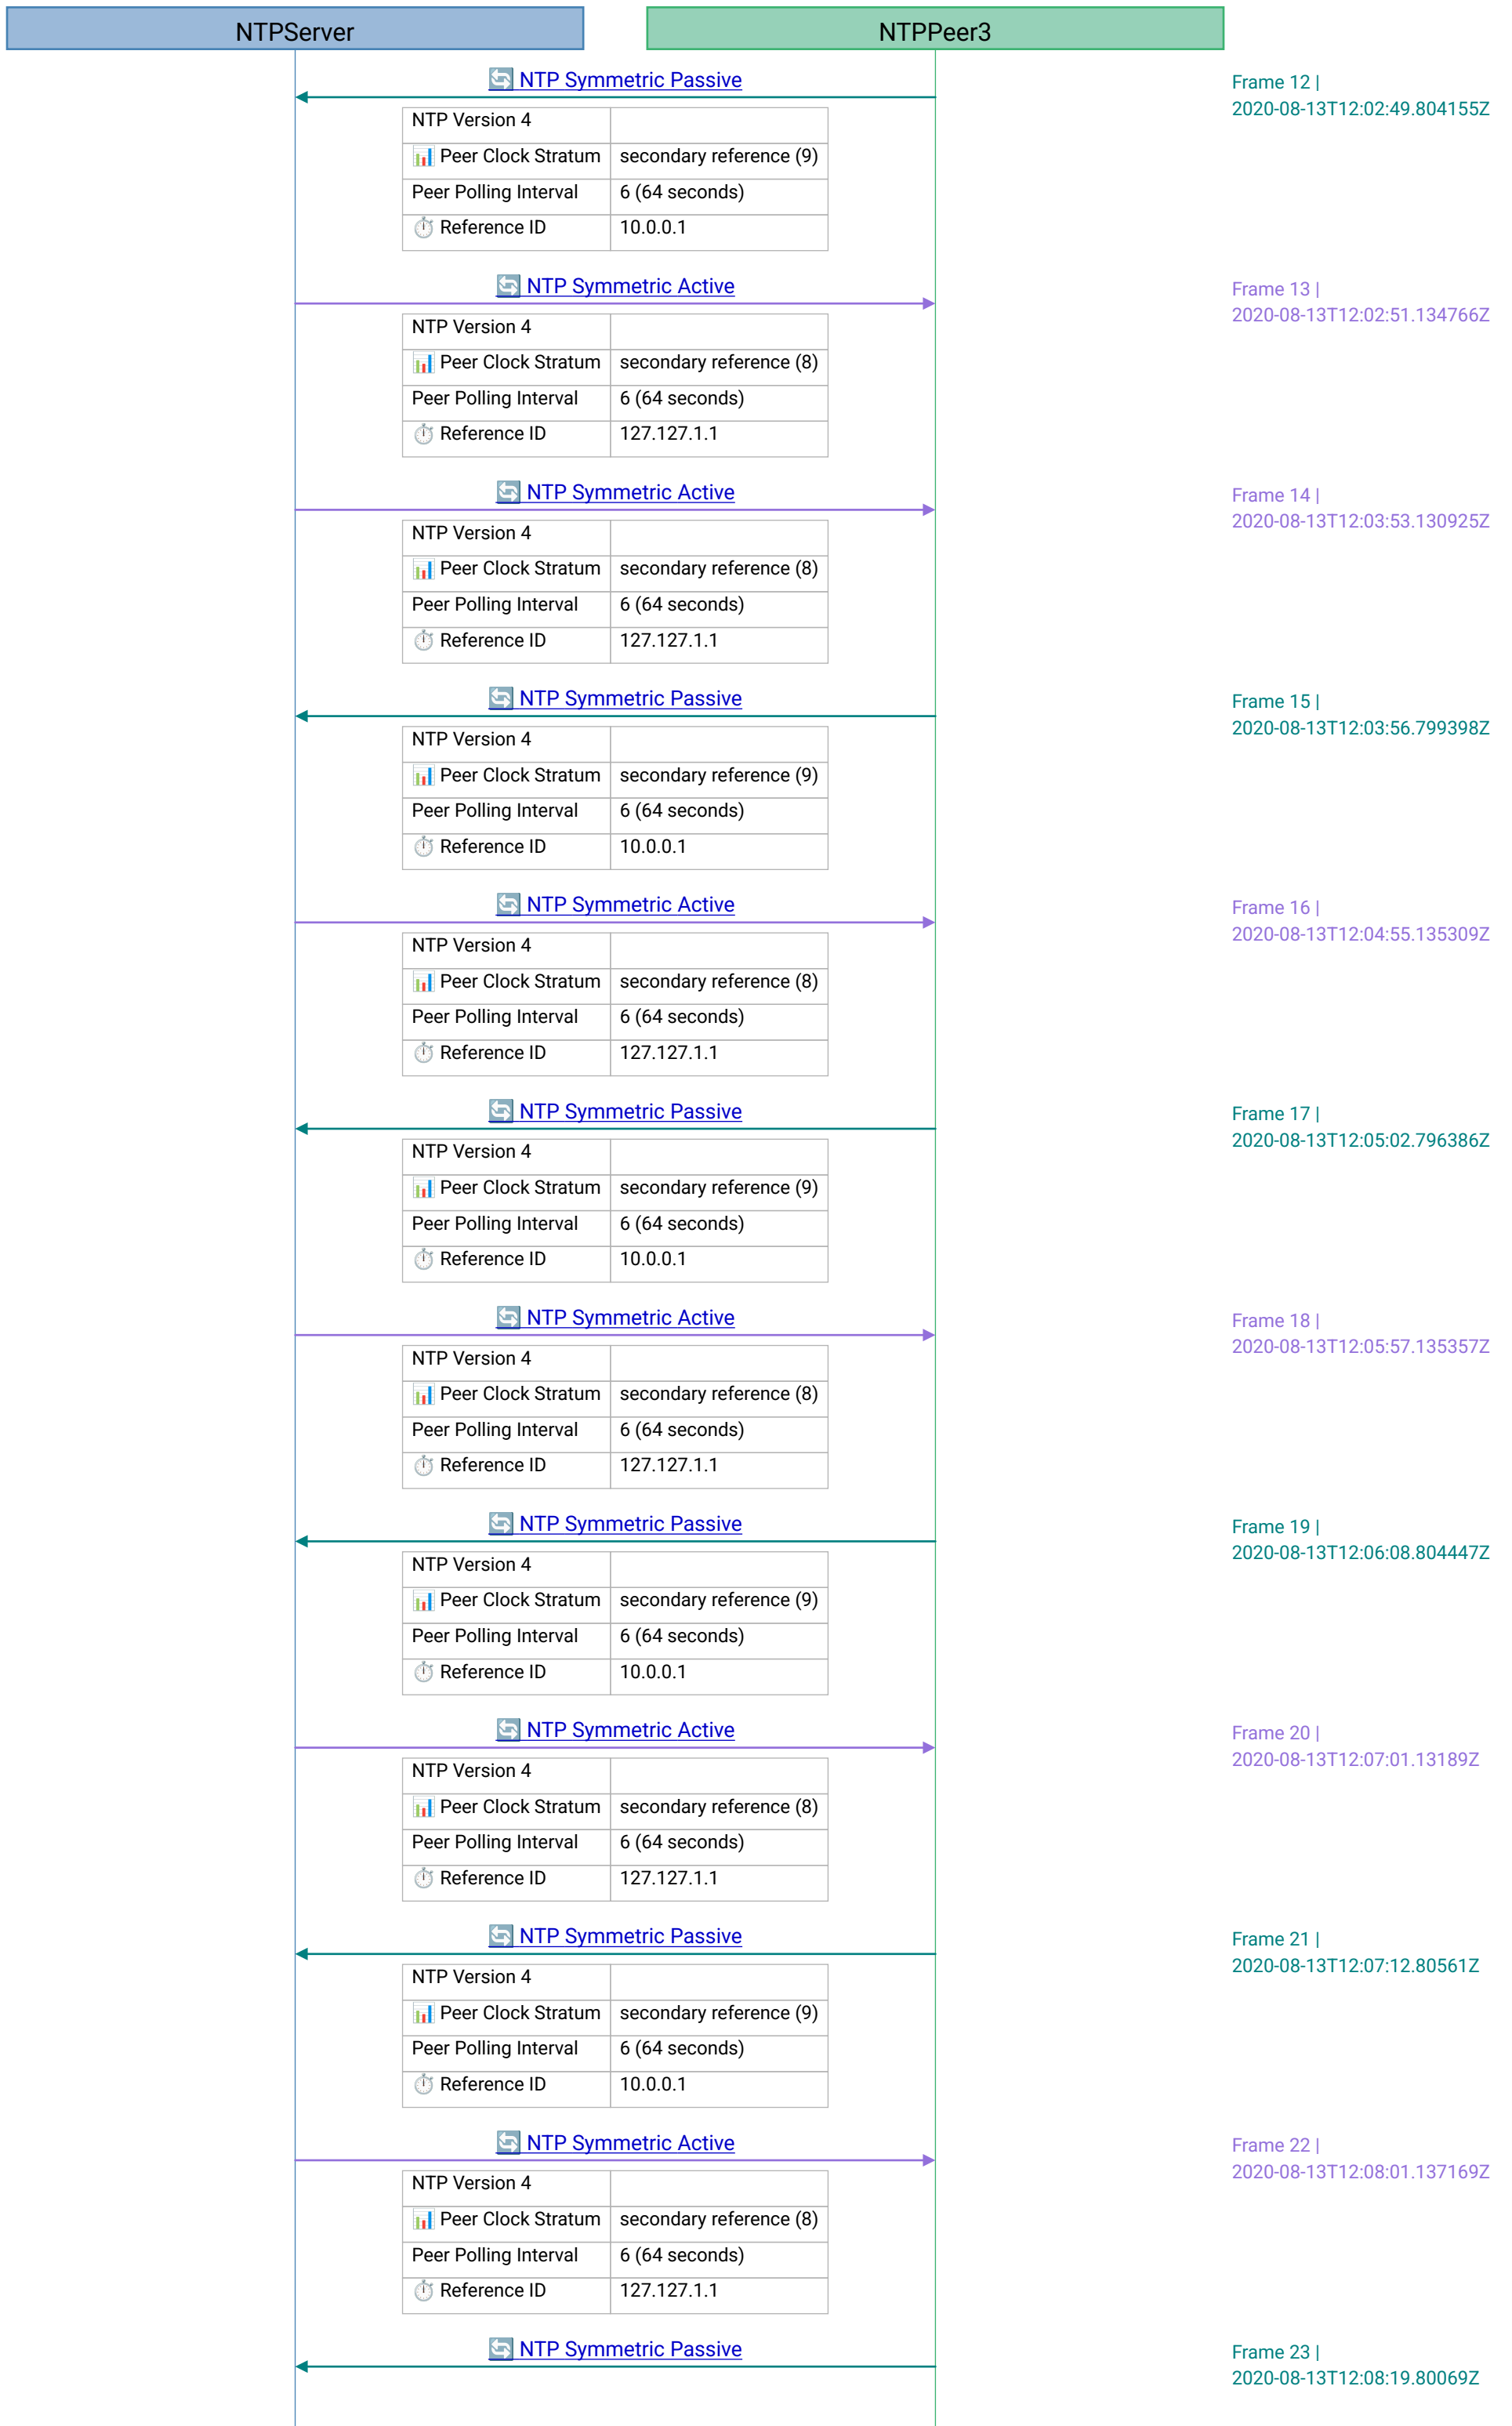 NTPServer
NTPPeer3
NTP Symmetric Passive
Frame 12 |
2020-08-13T12:02:49.804155Z
NTP Version 4
Peer Clock Stratum secondary reference (9)
Peer Polling Interval 6 (64 seconds)
Reference ID 10.0.0.1
NTP Symmetric Active
Frame 13 |
2020-08-13T12:02:51.134766Z
NTP Version 4
Peer Clock Stratum secondary reference (8)
Peer Polling Interval 6 (64 seconds)
Reference ID 127.127.1.1
NTP Symmetric Active
Frame 14 |
2020-08-13T12:03:53.130925Z
NTP Version 4
Peer Clock Stratum secondary reference (8)
Peer Polling Interval 6 (64 seconds)
Reference ID 127.127.1.1
NTP Symmetric Passive
Frame 15 |
2020-08-13T12:03:56.799398Z
NTP Version 4
Peer Clock Stratum secondary reference (9)
Peer Polling Interval 6 (64 seconds)
Reference ID 10.0.0.1
NTP Symmetric Active
Frame 16 |
2020-08-13T12:04:55.135309Z
NTP Version 4
Peer Clock Stratum secondary reference (8)
Peer Polling Interval 6 (64 seconds)
Reference ID 127.127.1.1
NTP Symmetric Passive
Frame 17 |
2020-08-13T12:05:02.796386Z
NTP Version 4
Peer Clock Stratum secondary reference (9)
Peer Polling Interval 6 (64 seconds)
Reference ID 10.0.0.1
NTP Symmetric Active
Frame 18 |
2020-08-13T12:05:57.135357Z
NTP Version 4
Peer Clock Stratum secondary reference (8)
Peer Polling Interval 6 (64 seconds)
Reference ID 127.127.1.1
NTP Symmetric Passive
Frame 19 |
2020-08-13T12:06:08.804447Z
NTP Version 4
Peer Clock Stratum secondary reference (9)
Peer Polling Interval 6 (64 seconds)
Reference ID 10.0.0.1
NTP Symmetric Active
Frame 20 |
2020-08-13T12:07:01.13189Z
NTP Version 4
Peer Clock Stratum secondary reference (8)
Peer Polling Interval 6 (64 seconds)
Reference ID 127.127.1.1
NTP Symmetric Passive
Frame 21 |
2020-08-13T12:07:12.80561Z
NTP Version 4
Peer Clock Stratum secondary reference (9)
Peer Polling Interval 6 (64 seconds)
Reference ID 10.0.0.1
NTP Symmetric Active
Frame 22 |
2020-08-13T12:08:01.137169Z
NTP Version 4
Peer Clock Stratum secondary reference (8)
Peer Polling Interval 6 (64 seconds)
Reference ID 127.127.1.1
NTP Symmetric Passive
Frame 23 |
2020-08-13T12:08:19.80069Z